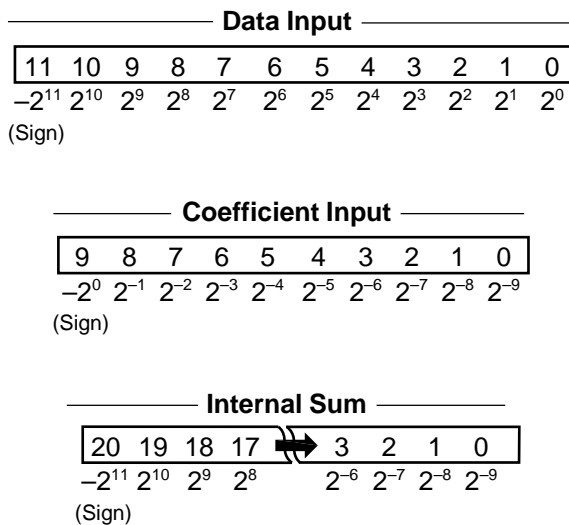 Data Input
11 10 9 8 7 6 5 4 3 2 1 0
–2¹¹ 2¹⁰ 2⁹ 2⁸ 2⁷ 2⁶ 2⁵ 2⁴ 2³ 2² 2¹ 2⁰
(Sign)
Coefficient Input
9 8 7 6 5 4 3 2 1 0
–2⁰ 2⁻¹ 2⁻² 2⁻³ 2⁻⁴ 2⁻⁵ 2⁻⁶ 2⁻⁷ 2⁻⁸ 2⁻⁹
(Sign)
Internal Sum
20 19 18 17 3 2 1 0
–2¹¹ 2¹⁰ 2⁹ 2⁸ 2⁻⁶ 2⁻⁷ 2⁻⁸ 2⁻⁹
(Sign)